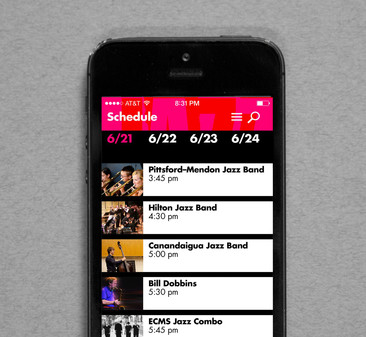 AT&T 8:31 PM
Schedule
6/21 6/22 6/23 6/24
Pittsford–Mendon Jazz Band
3:45 pm
Hilton Jazz Band
4:30 pm
Canandaigua Jazz Band
5:00 pm
Bill Dobbins
5:30 pm
ECMS Jazz Combo
5:45 pm